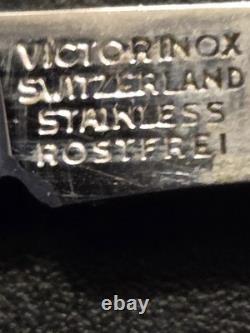 VICTORINOX
SWITZERLAND
STAINLESS
ROSTFREI